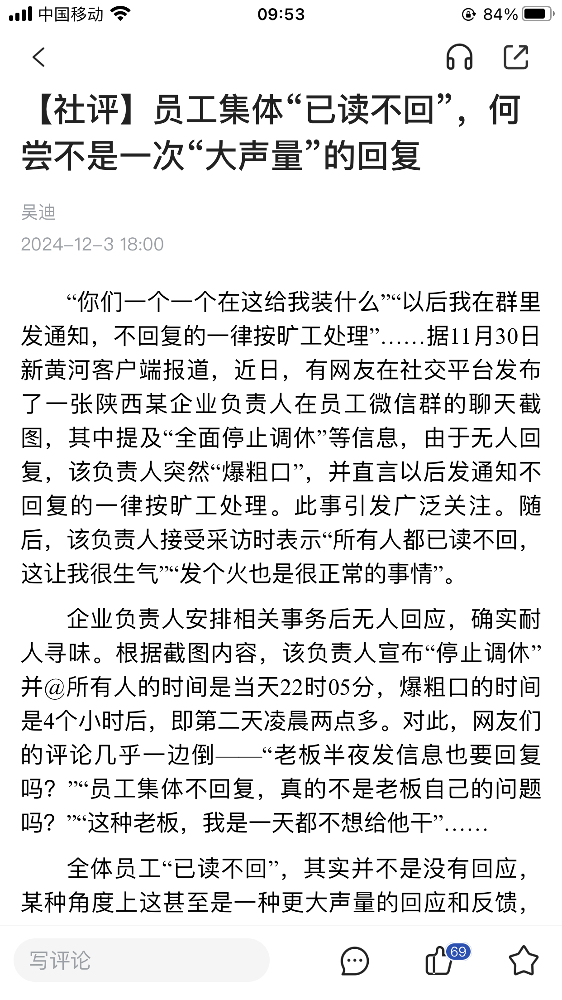 中国移动 09:53 84%
【社评】员工集体“已读不回”，何
尝不是一次“大声量”的回复
吴迪
2024-12-3 18:00
“你们一个一个在这给我装什么”“以后我在群里
发通知，不回复的一律按旷工处理”……据11月30日
新黄河客户端报道，近日，有网友在社交平台发布
了一张陕西某企业负责人在员工微信群的聊天截
图，其中提及“全面停止调休”等信息，由于无人回
复，该负责人突然“爆粗口”，并直言以后发通知不
回复的一律按旷工处理。此事引发广泛关注。随
后，该负责人接受采访时表示“所有人都已读不回，
这让我很生气”“发个火也是很正常的事情”。
企业负责人安排相关事务后无人回应，确实耐
人寻味。根据截图内容，该负责人宣布“停止调休”
并@所有人的时间是当天22时05分，爆粗口的时间
是4个小时后，即第二天凌晨两点多。对此，网友们
的评论几乎一边倒——“老板半夜发信息也要回复
吗？”“员工集体不回复，真的不是老板自己的问题
吗？”“这种老板，我是一天都不想给他干”……
全体员工“已读不回”，其实并不是没有回应，
某种角度上这甚至是一种更大声量的回应和反馈，
写评论 69